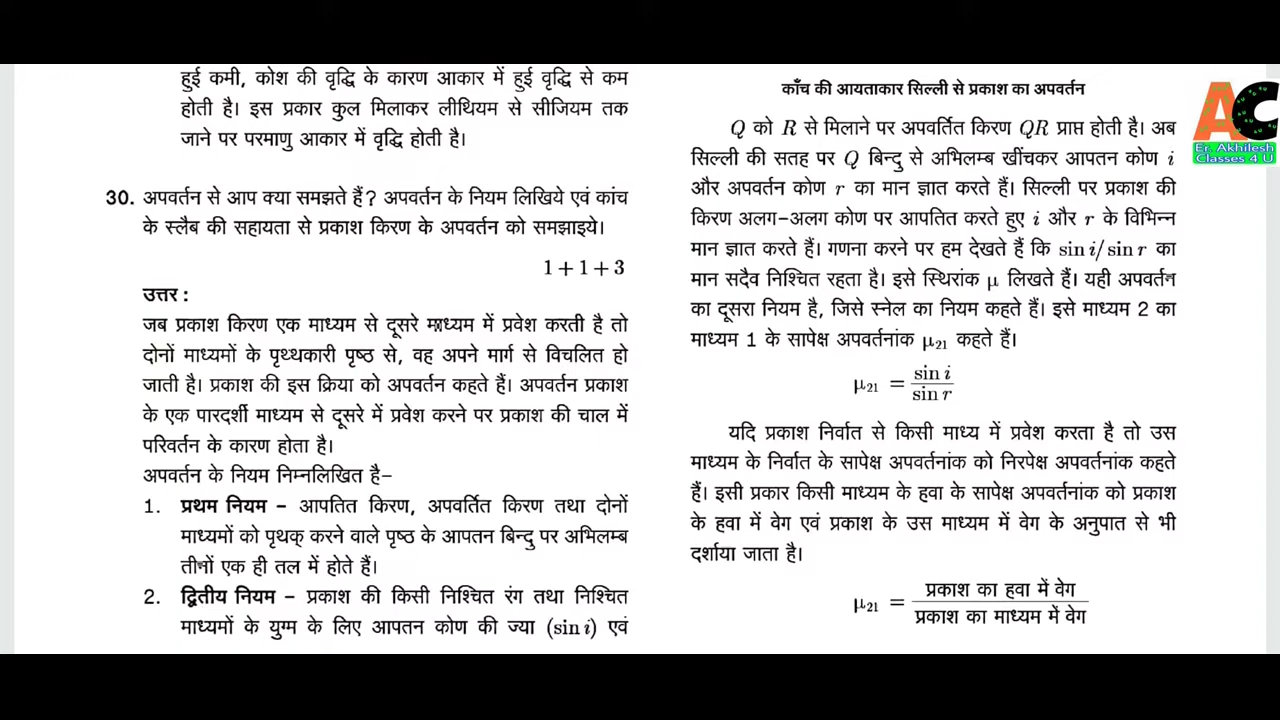 हुई कमी, कोश की वृद्धि के कारण आकार में हुई वृद्धि से कम
होती है। इस प्रकार कुल मिलाकर लीथियम से सीजियम तक
जाने पर परमाणु आकार में वृद्धि होती है।
30. अपवर्तन से आप क्या समझते हैं? अपवर्तन के नियम लिखिये एवं कांच
के स्लैब की सहायता से प्रकाश किरण के अपवर्तन को समझाइये।
1 + 1 + 3
उत्तर :
जब प्रकाश किरण एक माध्यम से दूसरे माध्यम में प्रवेश करती है तो
दोनों माध्यमों के पृथ्थकारी पृष्ठ से, वह अपने मार्ग से विचलित हो
जाती है। प्रकाश की इस क्रिया को अपवर्तन कहते हैं। अपवर्तन प्रकाश
के एक पारदर्शी माध्यम से दूसरे में प्रवेश करने पर प्रकाश की चाल में
परिवर्तन के कारण होता है।
अपवर्तन के नियम निम्नलिखित है–
1. प्रथम नियम – आपतित किरण, अपवर्तित किरण तथा दोनों
माध्यमों को पृथक् करने वाले पृष्ठ के आपतन बिन्दु पर अभिलम्ब
तीनों एक ही तल में होते हैं।
2. द्वितीय नियम – प्रकाश की किसी निश्चित रंग तथा निश्चित
माध्यमों के युग्म के लिए आपतन कोण की ज्या (sin i) एवं
काँच की आयताकार सिल्ली से प्रकाश का अपवर्तन
Q को R से मिलाने पर अपवर्तित किरण QR प्राप्त होती है। अब
सिल्ली की सतह पर Q बिन्दु से अभिलम्ब खींचकर आपतन कोण i
और अपवर्तन कोण r का मान ज्ञात करते हैं। सिल्ली पर प्रकाश की
किरण अलग-अलग कोण पर आपतित करते हुए i और r के विभिन्न
मान ज्ञात करते हैं। गणना करने पर हम देखते हैं कि sin i/sin r का
मान सदैव निश्चित रहता है। इसे स्थिरांक μ लिखते हैं। यही अपवर्तन
का दूसरा नियम है, जिसे स्नेल का नियम कहते हैं। इसे माध्यम 2 का
माध्यम 1 के सापेक्ष अपवर्तनांक μ₂₁ कहते हैं।
μ₂₁ = sin i / sin r
यदि प्रकाश निर्वात से किसी माध्य में प्रवेश करता है तो उस
माध्यम के निर्वात के सापेक्ष अपवर्तनांक को निरपेक्ष अपवर्तनांक कहते
हैं। इसी प्रकार किसी माध्यम के हवा के सापेक्ष अपवर्तनांक को प्रकाश
के हवा में वेग एवं प्रकाश के उस माध्यम में वेग के अनुपात से भी
दर्शाया जाता है।
μ₂₁ = प्रकाश का हवा में वेग / प्रकाश का माध्यम में वेग
AC
Er. Akhilesh
Classes 4 U